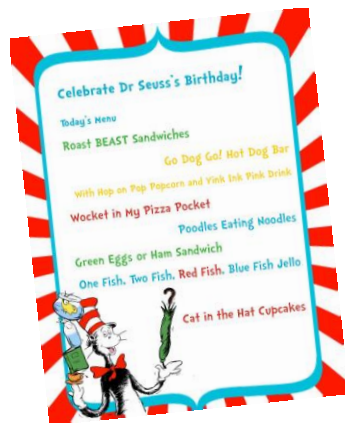 Celebrate Dr Seuss's Birthday!
Today's Menu
Roast BEAST Sandwiches
Go Dog Go! Hot Dog Bar
With Hop on Pop Popcorn and Yink Ink Pink Drink
Wocket in My Pizza Pocket
Poodles Eating Noodles
Green Eggs or Ham Sandwich
One Fish, Two Fish, Red Fish, Blue Fish Jello
?
Cat in the Hat Cupcakes